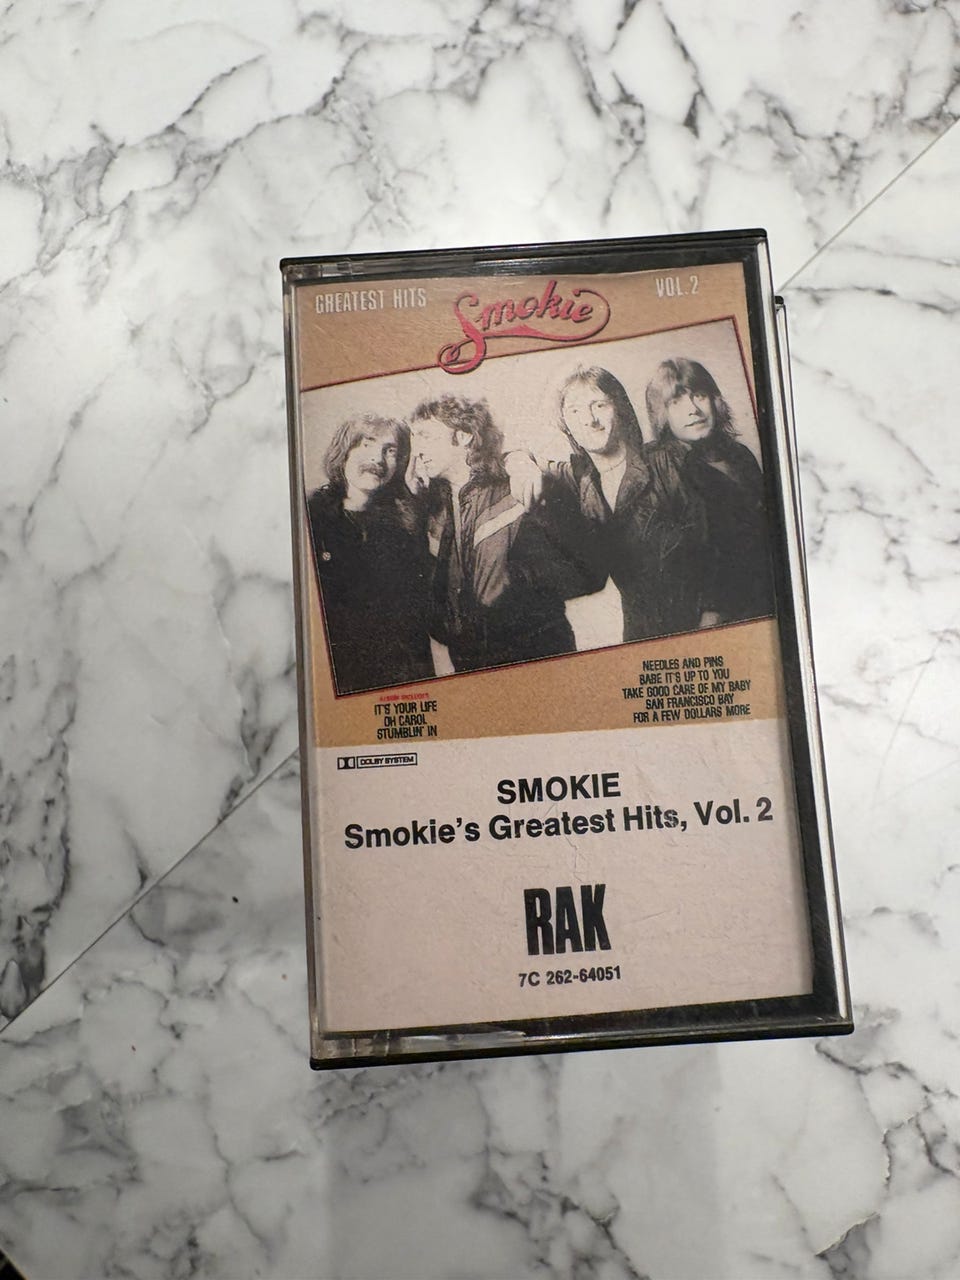 GREATEST HITS
Smokie
VOL. 2
ALBUM INCLUDES
IT'S YOUR LIFE
OH CAROL
STUMBLIN' IN
NEEDLES AND PINS
BABE IT'S UP TO YOU
TAKE GOOD CARE OF MY BABY
SAN FRANCISCO BAY
FOR A FEW DOLLARS MORE
DOLBY SYSTEM
SMOKIE
Smokie's Greatest Hits, Vol. 2
RAK
7C 262-64051